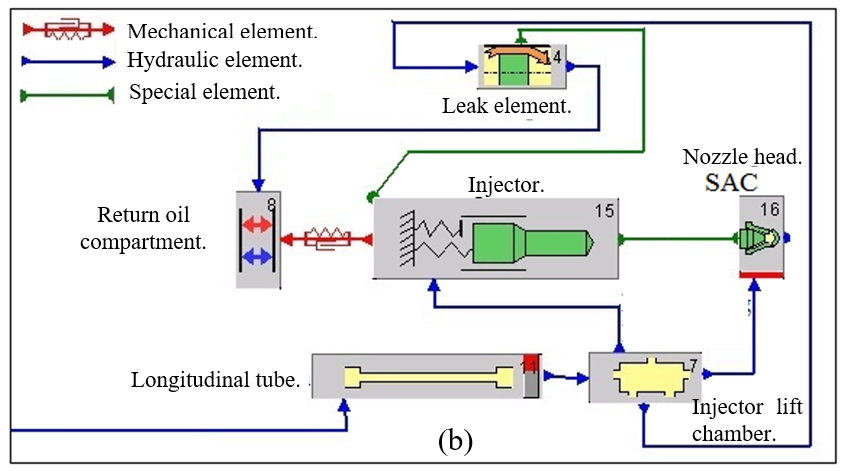 Mechanical element.
Hydraulic element.
Special element.
4
Leak element.
Nozzle head.
SAC
Injector.
8
15
16
Return oil
compartment.
Longitudinal tube.
7
Injector lift
chamber.
(b)